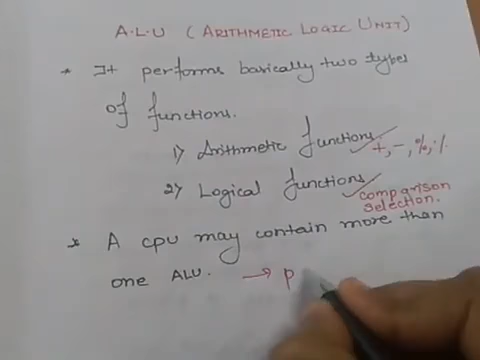 A.L.U (ARITHMETIC LOGIC UNIT)
* It performs basically two types
of functions.
1) Arithmetic functions +, -, %, ./.
2) Logical functions comparison
selection.
* A cpu may contain more than
one ALU. → p